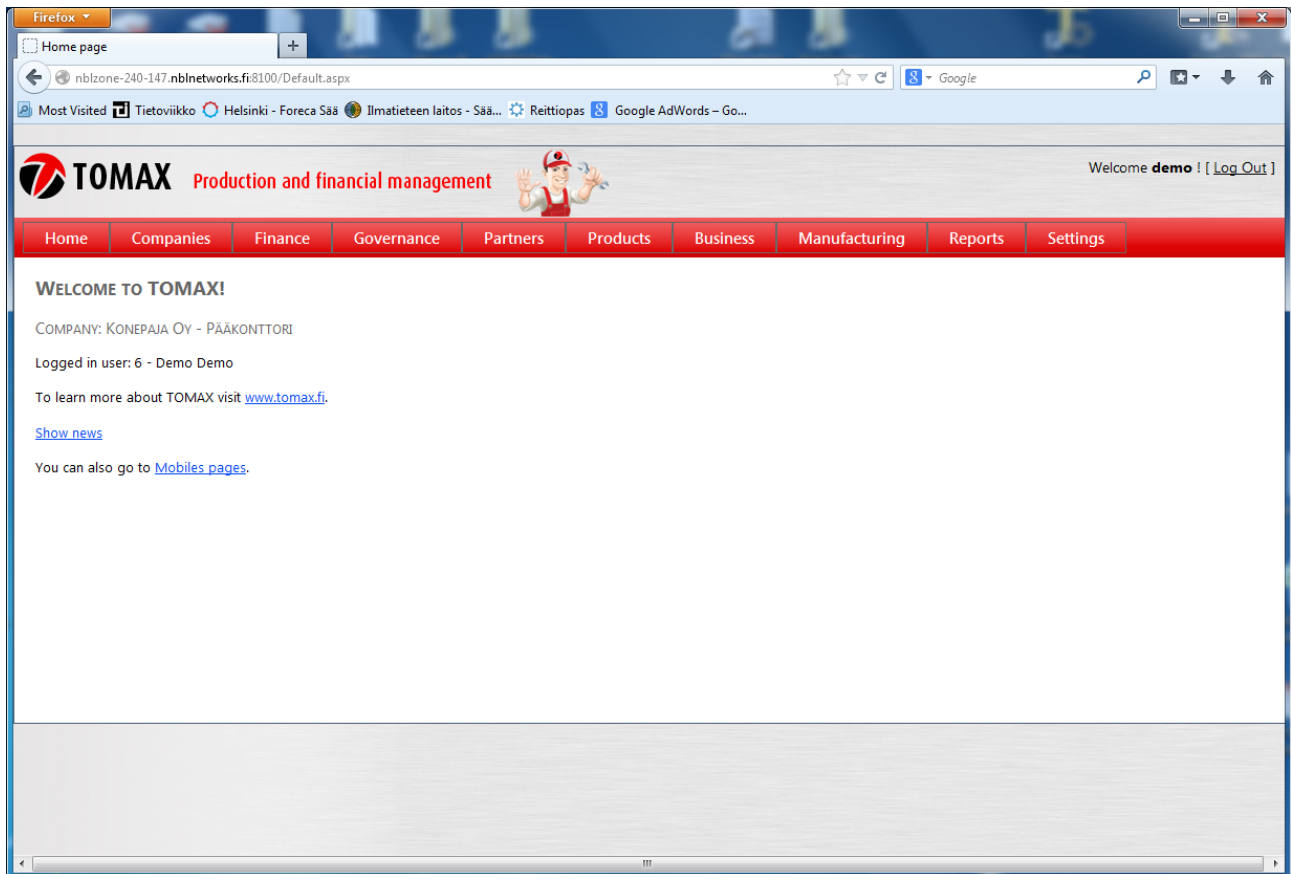 Firefox
Home page
nblzone-240-147.nblnetworks.fi:8100/Default.aspx
Google
Most Visited Tietoviikko Helsinki - Foreca Sää Ilmatieteen laitos - Sää... Reittiopas Google AdWords – Go...
TOMAX Production and financial management
Welcome demo ! [ Log Out ]
Home Companies Finance Governance Partners Products Business Manufacturing Reports Settings
WELCOME TO TOMAX!
COMPANY: KONEPAJA OY - PÄÄKONTTORI
Logged in user: 6 - Demo Demo
To learn more about TOMAX visit www.tomax.fi.
Show news
You can also go to Mobiles pages.